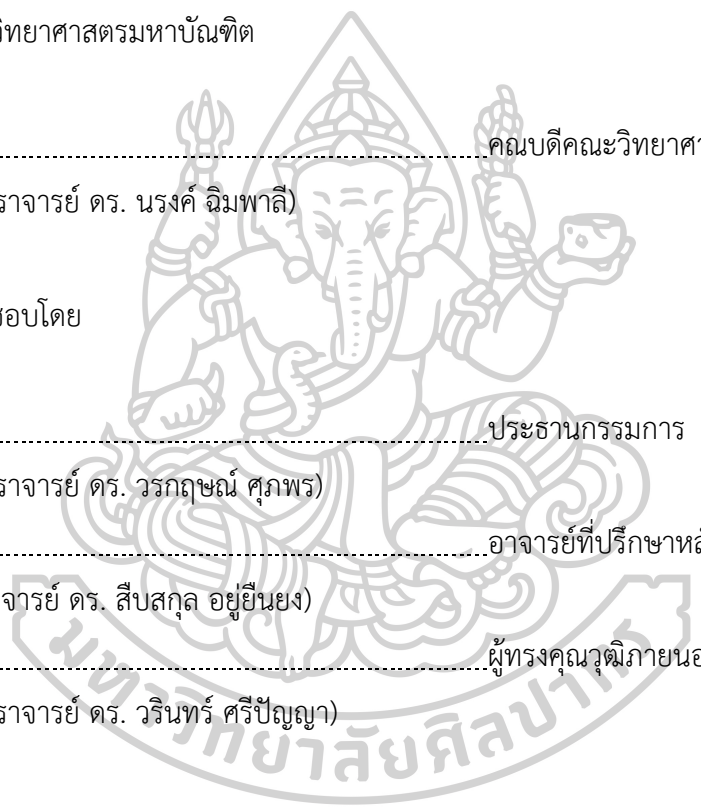 วิทยาศาสตรมหาบัณฑิต
คณบดีคณะวิทยาศา
ราจารย์ ดร. นรงค์ ฉิมพาลี)
สอบโดย
ประธานกรรมการ
ราจารย์ ดร. วรกฤษณ์ ศุภพร)
อาจารย์ที่ปรึกษาหลั
จารย์ ดร. สืบสกุล อยู่ยืนยง)
ผู้ทรงคุณวุฒิภายนอ
ราจารย์ ดร. วรินทร์ ศรีปัญญา)
มหาวิทยาลัยศิลปากร